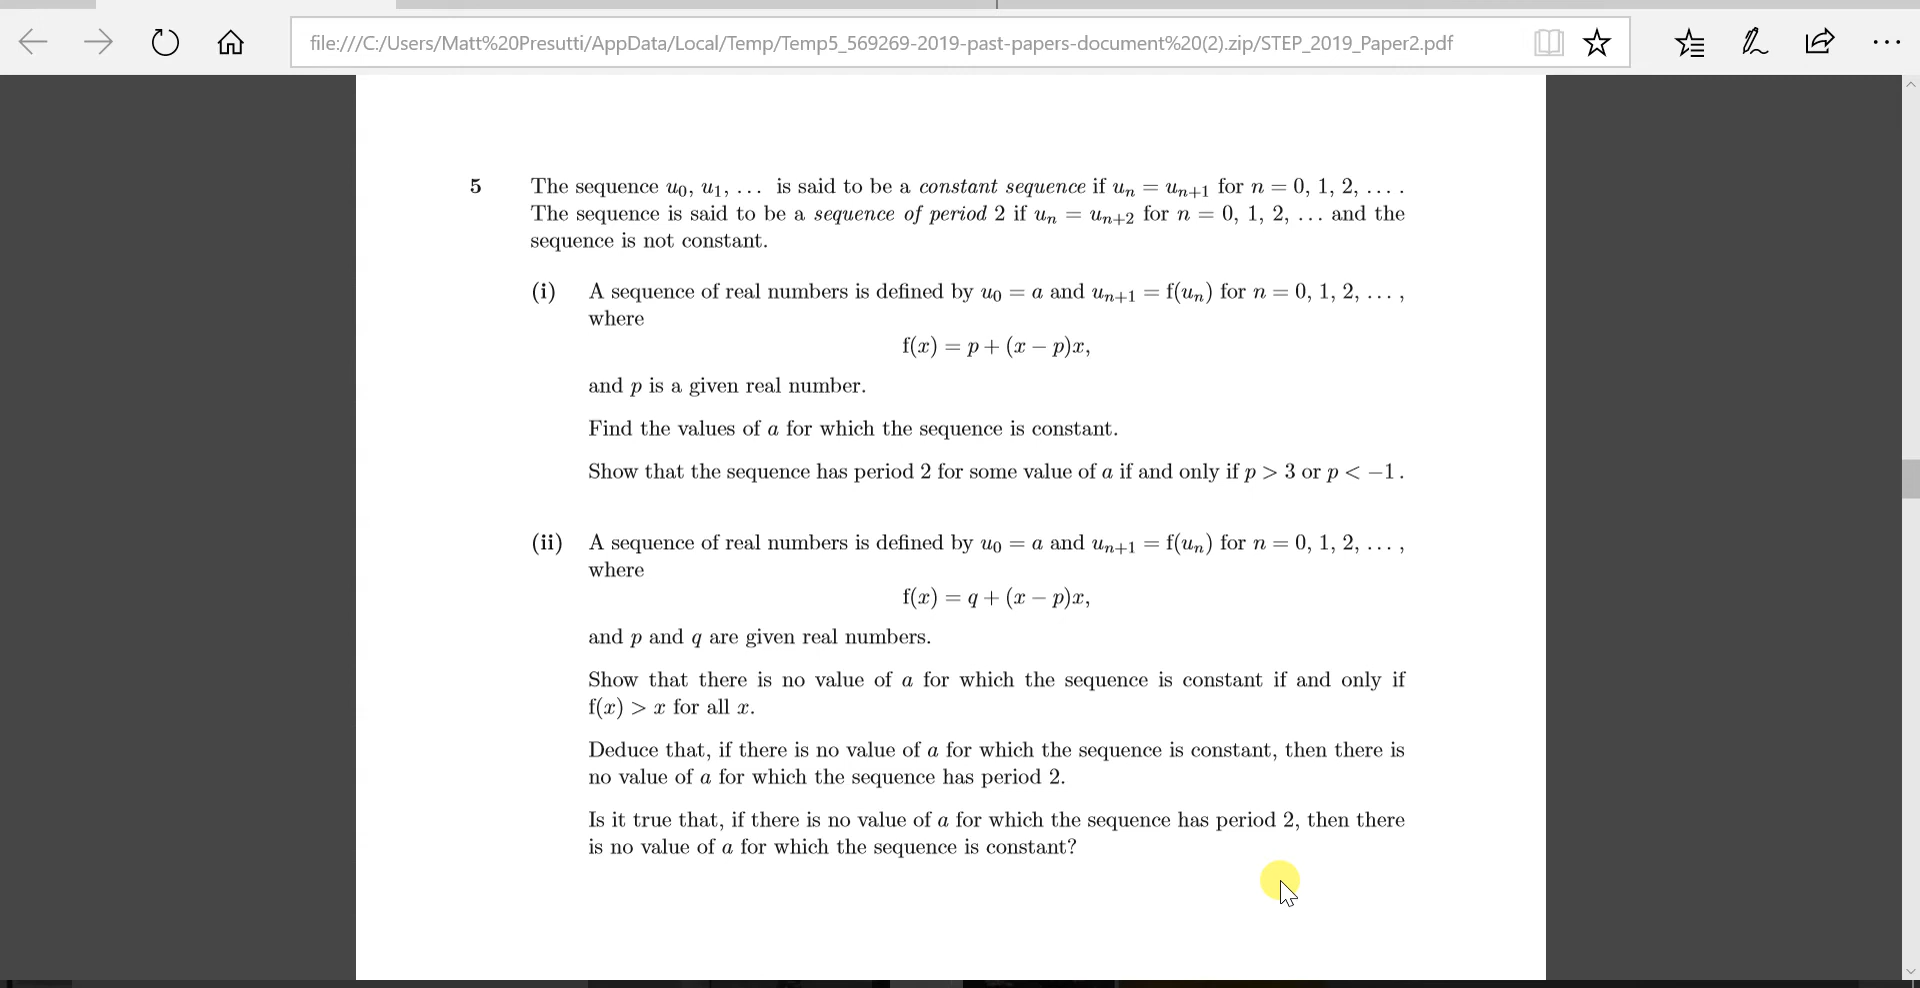 file:///C:/Users/Matt%20Presutti/AppData/Local/Temp/Temp5_569269-2019-past-papers-document%20(2).zip/STEP_2019_Paper2.pdf
5 The sequence u₀, u₁, ... is said to be a constant sequence if uₙ = uₙ₊₁ for n = 0, 1, 2, ... .
The sequence is said to be a sequence of period 2 if uₙ = uₙ₊₂ for n = 0, 1, 2, ... and the
sequence is not constant.
(i) A sequence of real numbers is defined by u₀ = a and uₙ₊₁ = f(uₙ) for n = 0, 1, 2, ... ,
where
f(x) = p + (x − p)x,
and p is a given real number.
Find the values of a for which the sequence is constant.
Show that the sequence has period 2 for some value of a if and only if p > 3 or p < −1 .
(ii) A sequence of real numbers is defined by u₀ = a and uₙ₊₁ = f(uₙ) for n = 0, 1, 2, ... ,
where
f(x) = q + (x − p)x,
and p and q are given real numbers.
Show that there is no value of a for which the sequence is constant if and only if
f(x) > x for all x.
Deduce that, if there is no value of a for which the sequence is constant, then there is
no value of a for which the sequence has period 2.
Is it true that, if there is no value of a for which the sequence has period 2, then there
is no value of a for which the sequence is constant?